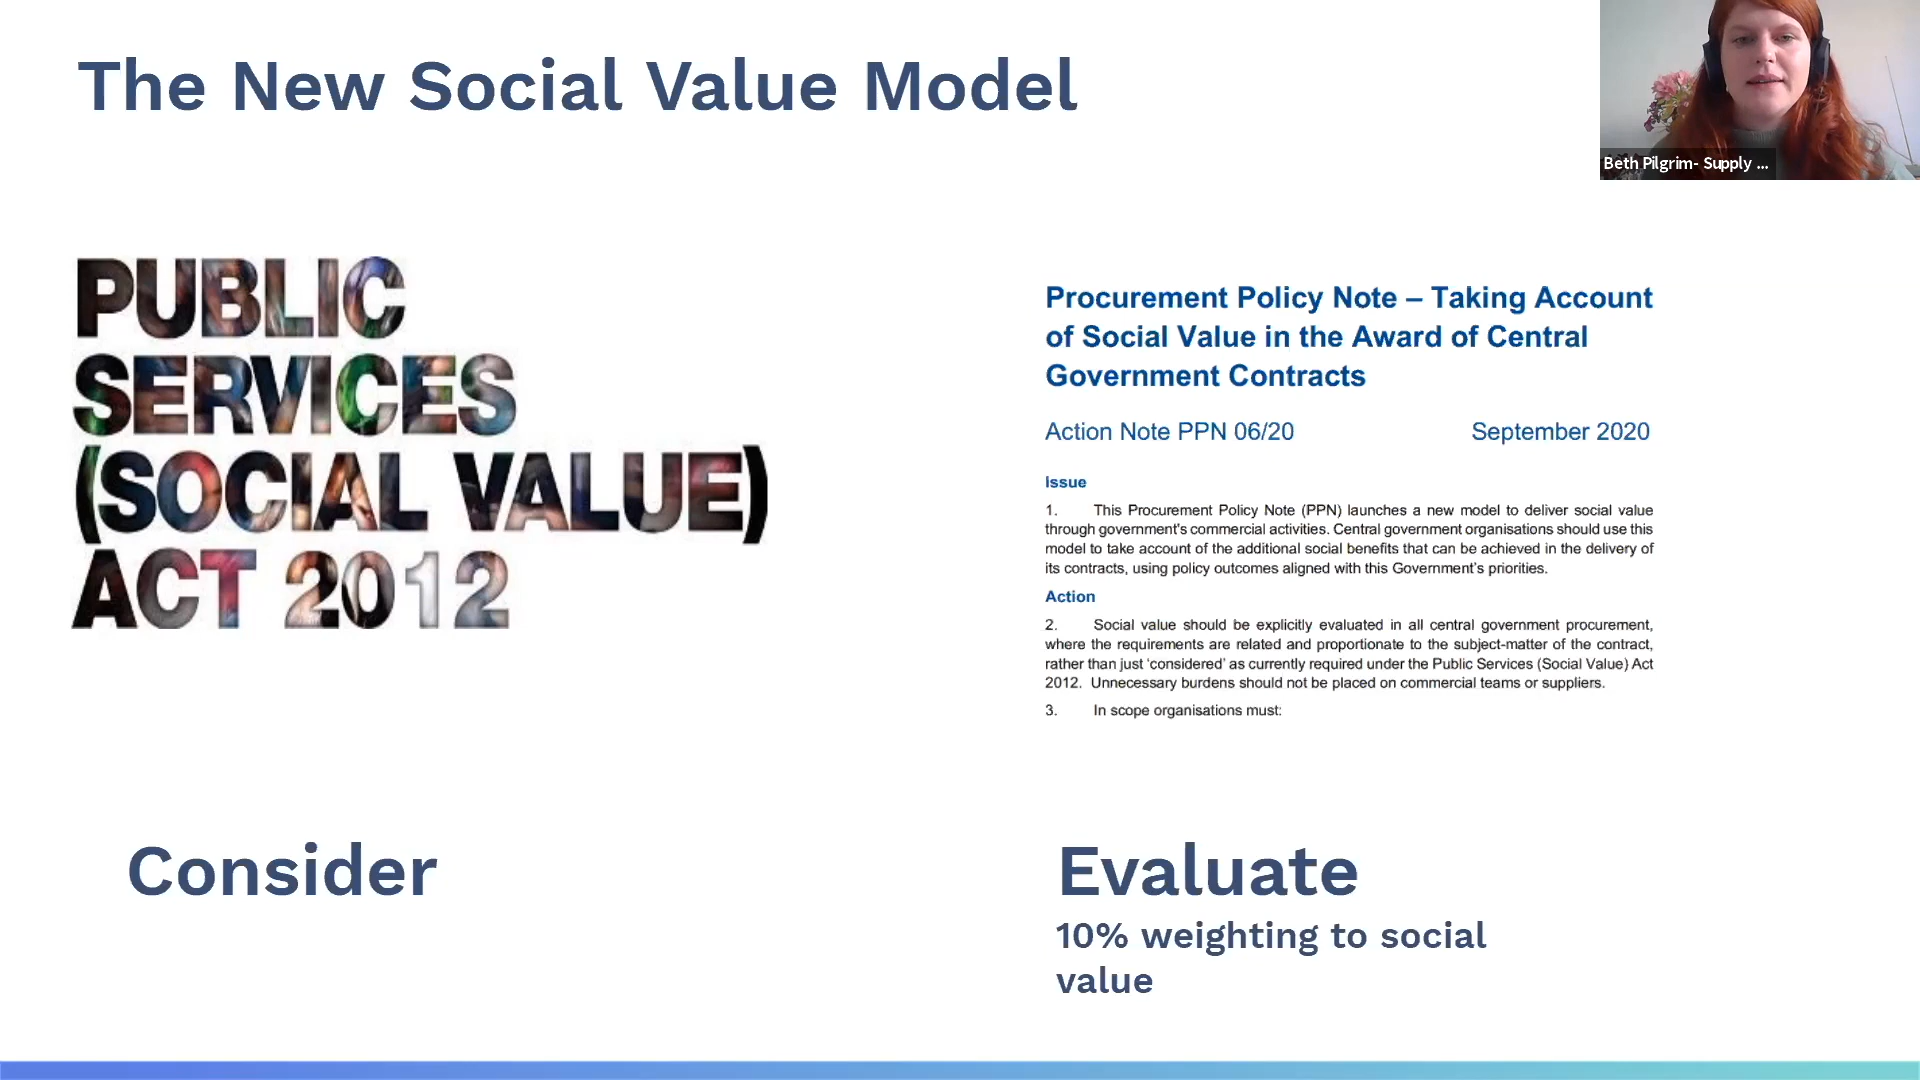 The New Social Value Model
Beth Pilgrim- Supply ...
PUBLIC
SERVICES
(SOCIAL VALUE)
ACT 2012
Procurement Policy Note – Taking Account
of Social Value in the Award of Central
Government Contracts
Action Note PPN 06/20 September 2020
Issue
1. This Procurement Policy Note (PPN) launches a new model to deliver social value
through government's commercial activities. Central government organisations should use this
model to take account of the additional social benefits that can be achieved in the delivery of
its contracts, using policy outcomes aligned with this Government's priorities.
Action
2. Social value should be explicitly evaluated in all central government procurement,
where the requirements are related and proportionate to the subject-matter of the contract,
rather than just 'considered' as currently required under the Public Services (Social Value) Act
2012. Unnecessary burdens should not be placed on commercial teams or suppliers.
3. In scope organisations must:
Consider
Evaluate
10% weighting to social
value